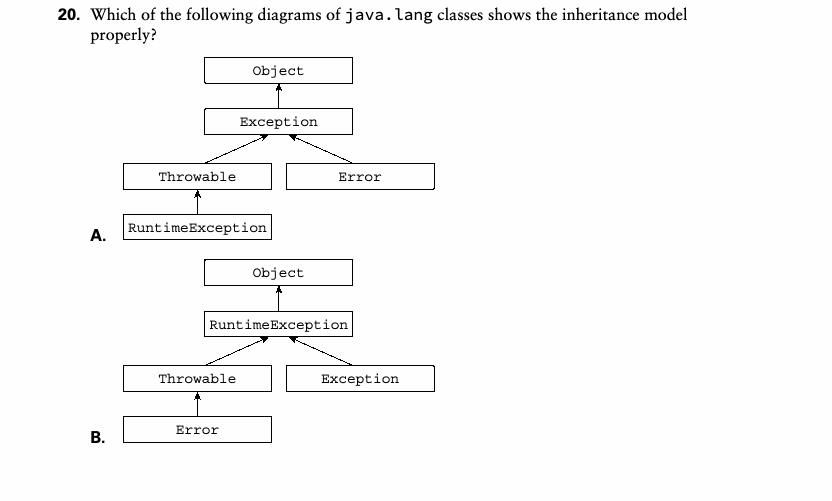 20. Which of the following diagrams of java.lang classes shows the inheritance model
properly?
Object
Exception
Throwable Error
RuntimeException
A.
Object
RuntimeException
Throwable Exception
Error
B.